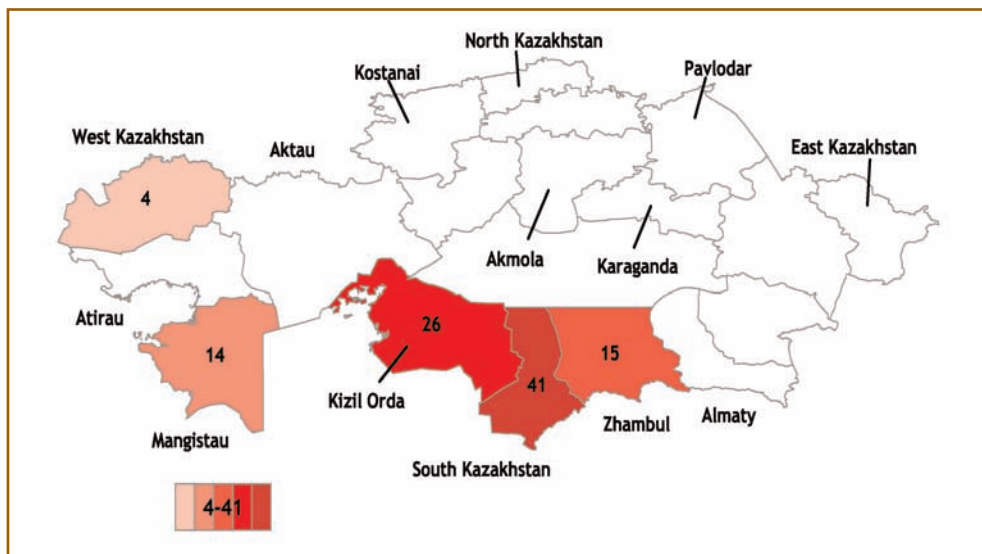 North Kazakhstan
Kostanai
Pavlodar
West Kazakhstan
Aktau
East Kazakhstan
4
Akmola
Karaganda
Atirau
26
14
15
41
Kizil Orda
Zhambul
Almaty
Mangistau
South Kazakhstan
4-41